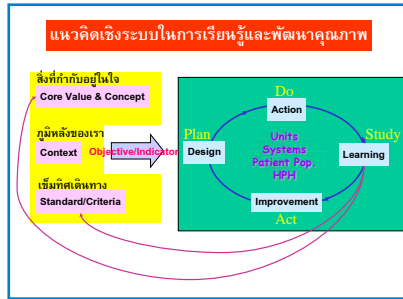 แนวคิดเชิงระบบในการเรียนรู้และพัฒนาคุณภาพ
สิ่งที่กำกับอยู่ในใจ
Core Value & Concept
ภูมิหลังของเรา
Context
Objective/Indicator
เข็มทิศเดินทาง
Standard/Criteria
Do
Action
Plan
Design
Units
Systems
Patient Pop.
HPH
Study
Learning
Improvement
Act